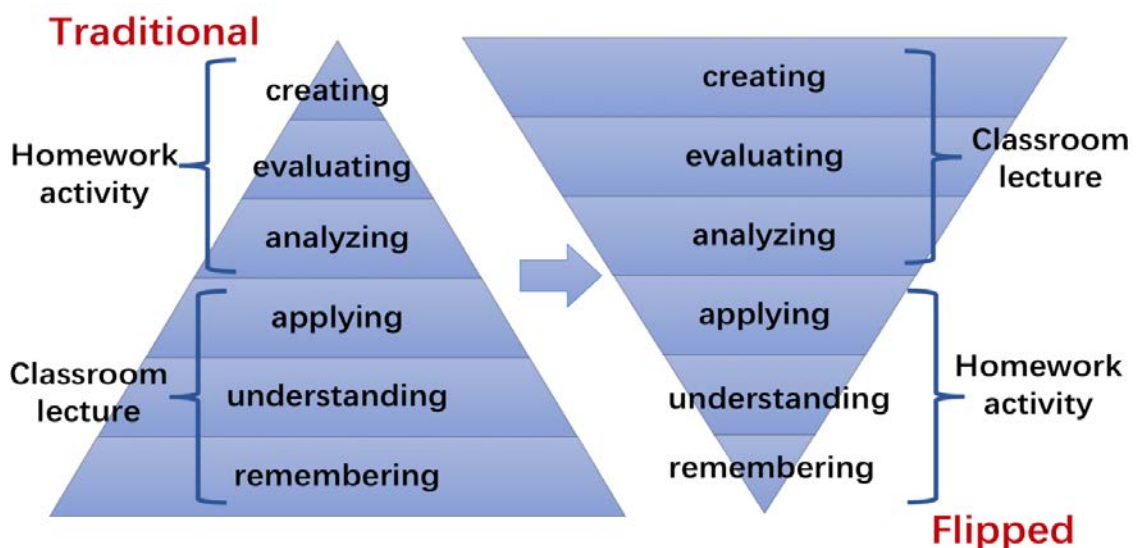 Traditional
creating
evaluating
analyzing
applying
understanding
remembering
Homework
activity
Classroom
lecture
creating
evaluating
analyzing
applying
understanding
remembering
Classroom
lecture
Homework
activity
Flipped